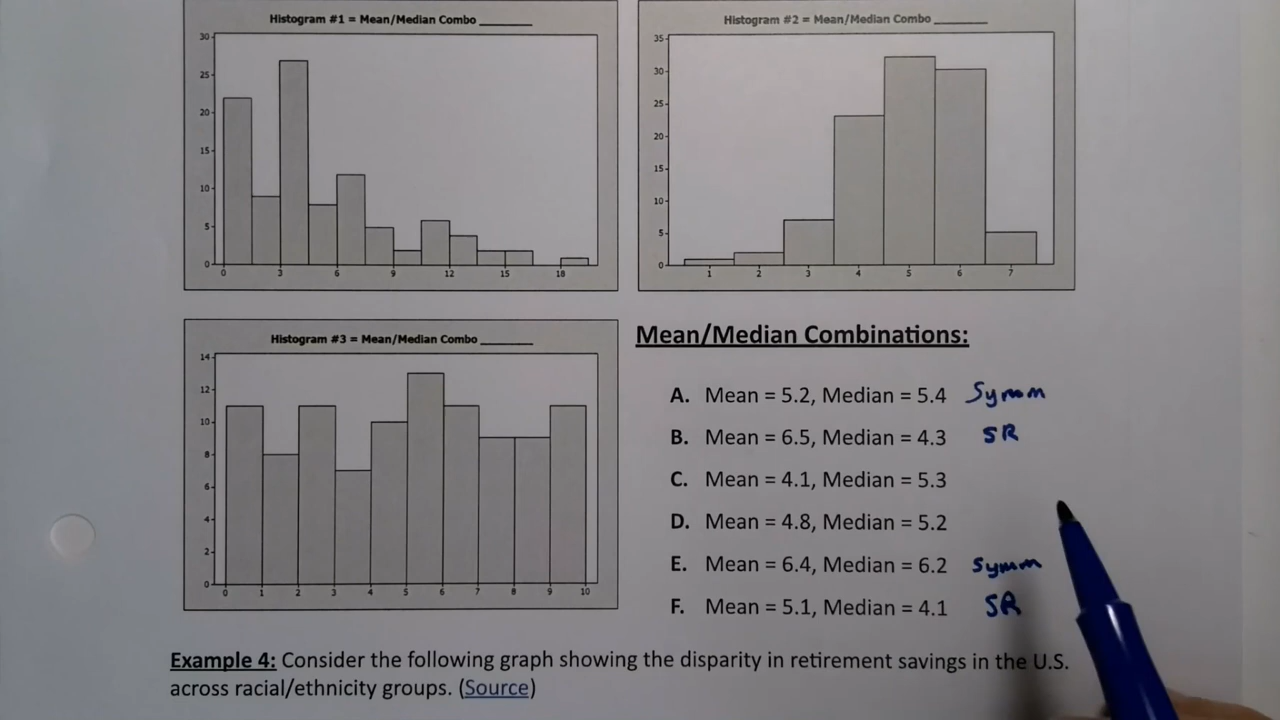 Histogram #1 = Mean/Median Combo ________
30
25
20
15
10
5
0
0 3 6 9 12 15 18
Histogram #2 = Mean/Median Combo ________
35
30
25
20
15
10
5
0
1 2 3 4 5 6 7
Histogram #3 = Mean/Median Combo ________
14
12
10
8
6
4
2
0
0 1 2 3 4 5 6 7 8 9 10
Mean/Median Combinations:
A. Mean = 5.2, Median = 5.4 Symm
B. Mean = 6.5, Median = 4.3 SR
C. Mean = 4.1, Median = 5.3
D. Mean = 4.8, Median = 5.2
E. Mean = 6.4, Median = 6.2 Symm
F. Mean = 5.1, Median = 4.1 SR
Example 4: Consider the following graph showing the disparity in retirement savings in the U.S.
across racial/ethnicity groups. (Source)